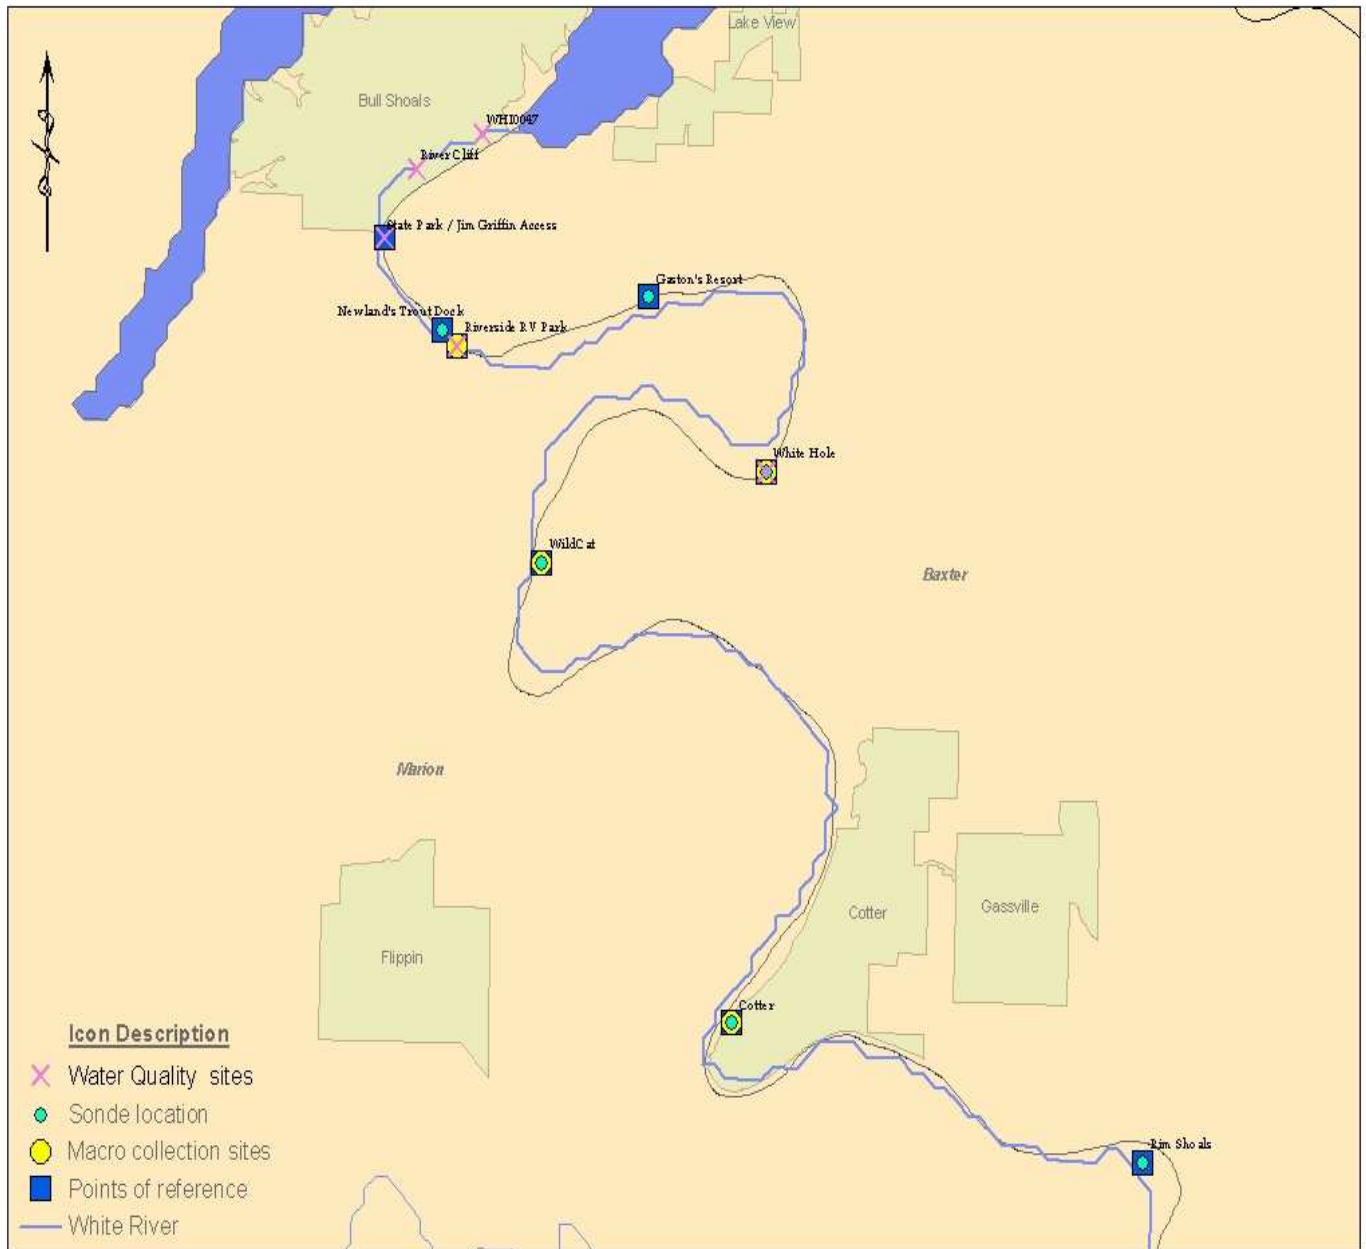 Lake View
Bull Shoals
WHI0047
River Cliff
State Park / Jim Griffin Access
Gaston's Resort
Newland's Trout Dock
Riverside RV Park
White Hole
WildCat
Baxter
Marion
Cotter
Gassville
Flippin
Cotter
Rim Shoals
Icon Description
Water Quality sites
Sonde location
Macro collection sites
Points of reference
White River